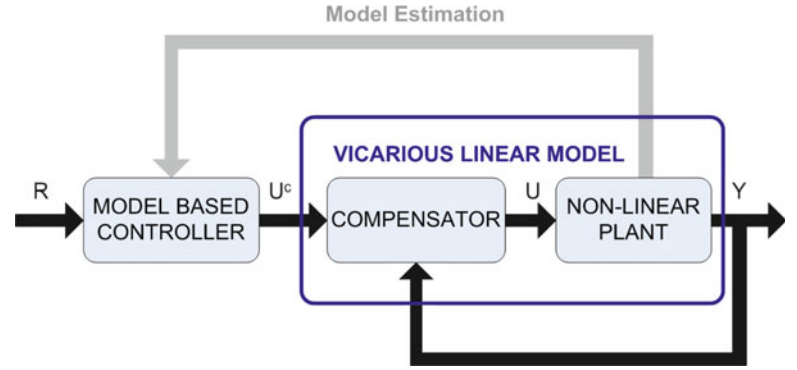 Model Estimation
VICARIOUS LINEAR MODEL
R
MODEL BASED
CONTROLLER
Uᶜ
COMPENSATOR
U
NON-LINEAR
PLANT
Y